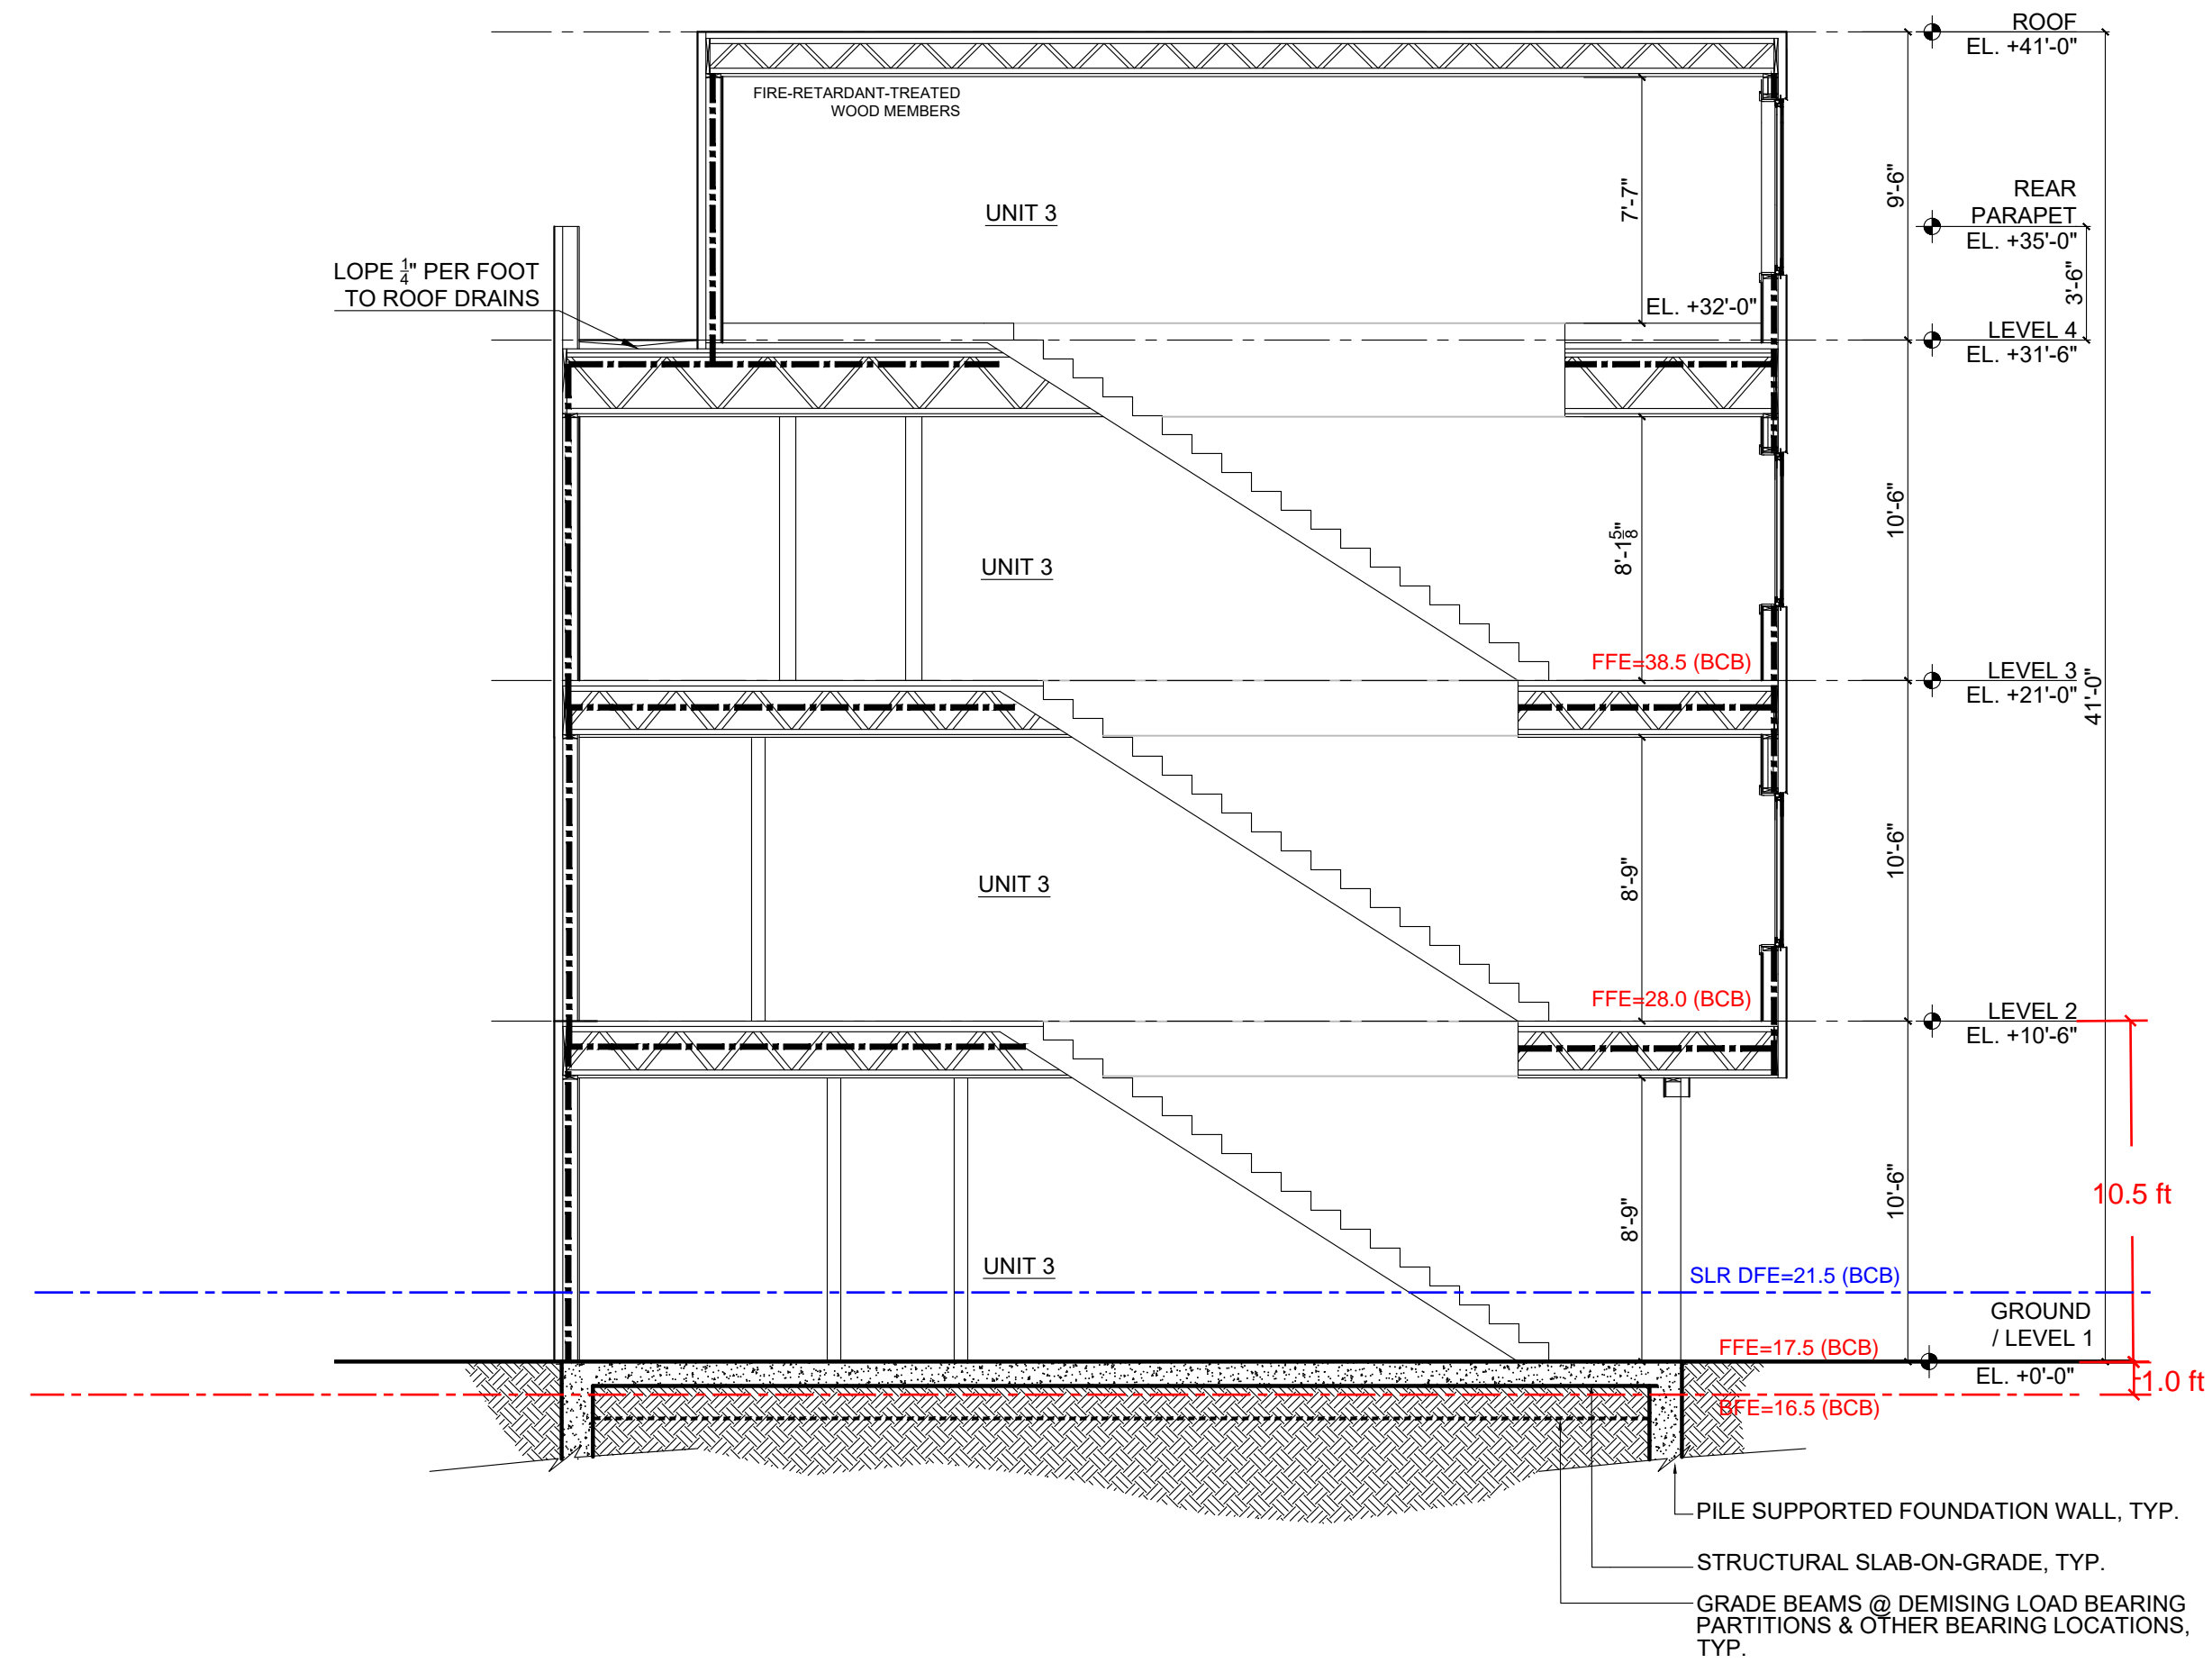 ROOF
EL. +41'-0"
FIRE-RETARDANT-TREATED
WOOD MEMBERS
UNIT 3
7'-7"
9'-6"
REAR
PARAPET
EL. +35'-0"
3'-6"
LOPE 1/4" PER FOOT
TO ROOF DRAINS
EL. +32'-0"
LEVEL 4
EL. +31'-6"
UNIT 3
8'-1 5/8"
10'-6"
FFE=38.5 (BCB)
LEVEL 3
EL. +21'-0"
41'-0"
UNIT 3
8'-9"
10'-6"
FFE=28.0 (BCB)
LEVEL 2
EL. +10'-6"
10.5 ft
UNIT 3
8'-9"
10'-6"
SLR DFE=21.5 (BCB)
GROUND
/ LEVEL 1
FFE=17.5 (BCB)
EL. +0'-0"
1.0 ft
BFE=16.5 (BCB)
PILE SUPPORTED FOUNDATION WALL, TYP.
STRUCTURAL SLAB-ON-GRADE, TYP.
GRADE BEAMS @ DEMISING LOAD BEARING
PARTITIONS & OTHER BEARING LOCATIONS,
TYP.